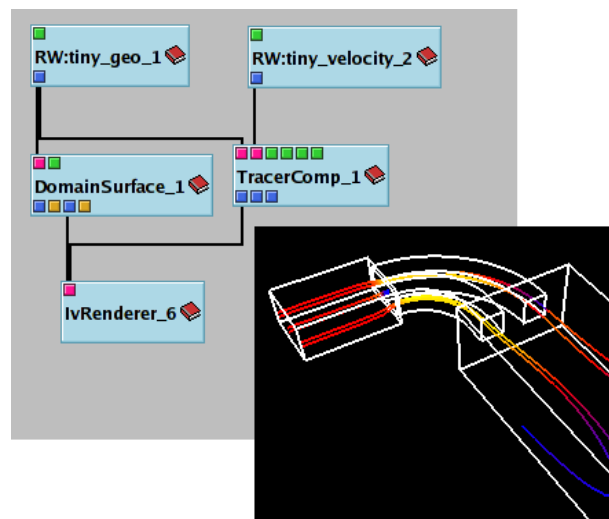 RW:tiny_geo_1
RW:tiny_velocity_2
DomainSurface_1
TracerComp_1
IvRenderer_6